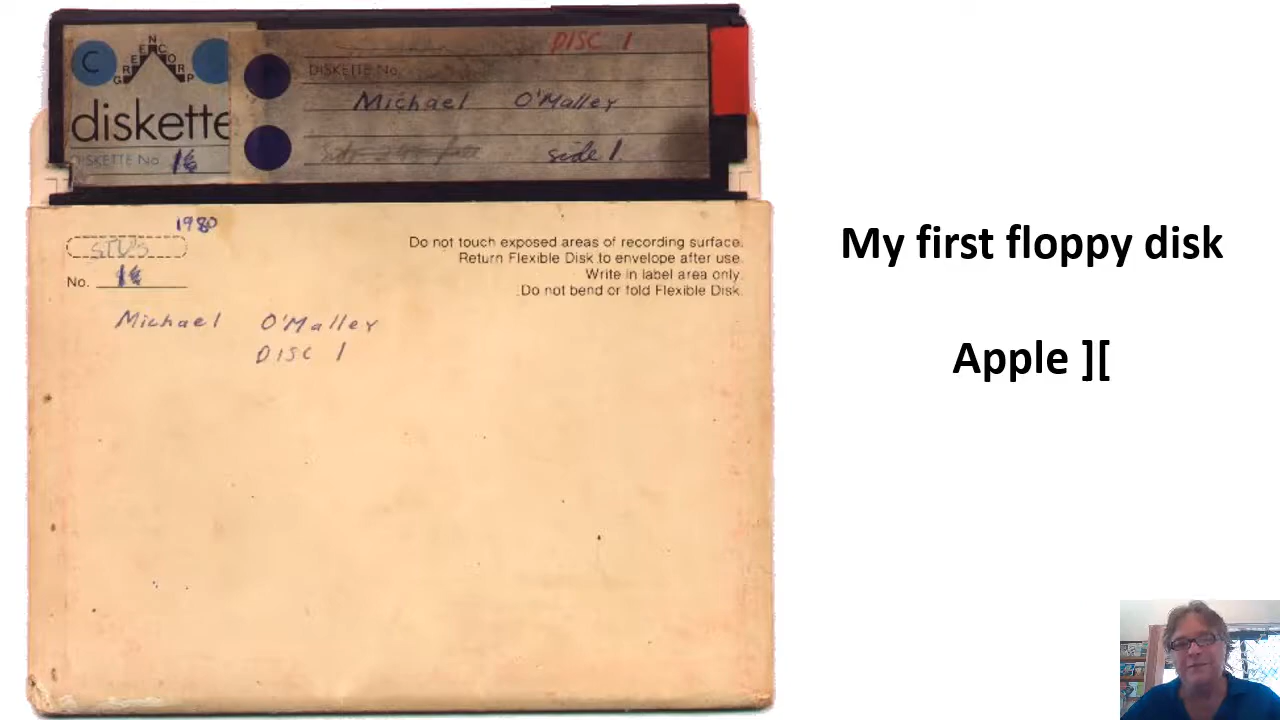 C
GREENCORP
diskette
DISKETTE No. 16
DISC 1
DISKETTE No.
Michael O'Malley
side 1
1980
No. 16
Do not touch exposed areas of recording surface.
Return Flexible Disk to envelope after use.
Write in label area only.
Do not bend or fold Flexible Disk.
Michael O'Malley
DISC 1
My first floppy disk
Apple ][